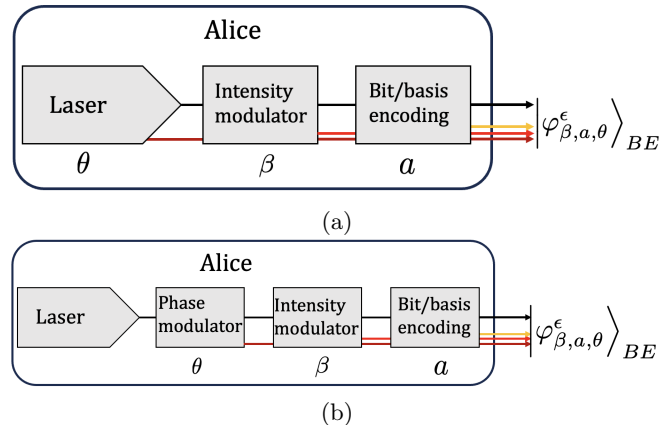 Alice
Laser
Intensity
modulator
Bit/basis
encoding
θ
β
a
|φ^ϵ_{β,a,θ}⟩_{BE}
(a)
Alice
Laser
Phase
modulator
Intensity
modulator
Bit/basis
encoding
θ
β
a
|φ^ϵ_{β,a,θ}⟩_{BE}
(b)